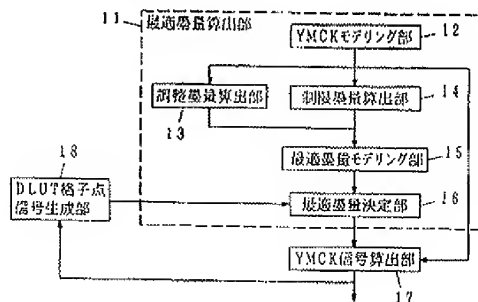 11
最適墨量算出部
YMCKモデリング部
12
調整墨量算出部
13
制限墨量算出部
14
最適墨量モデリング部
15
18
DLUT格子点
信号生成部
最適墨量決定部
16
YMCK信号算出部
17